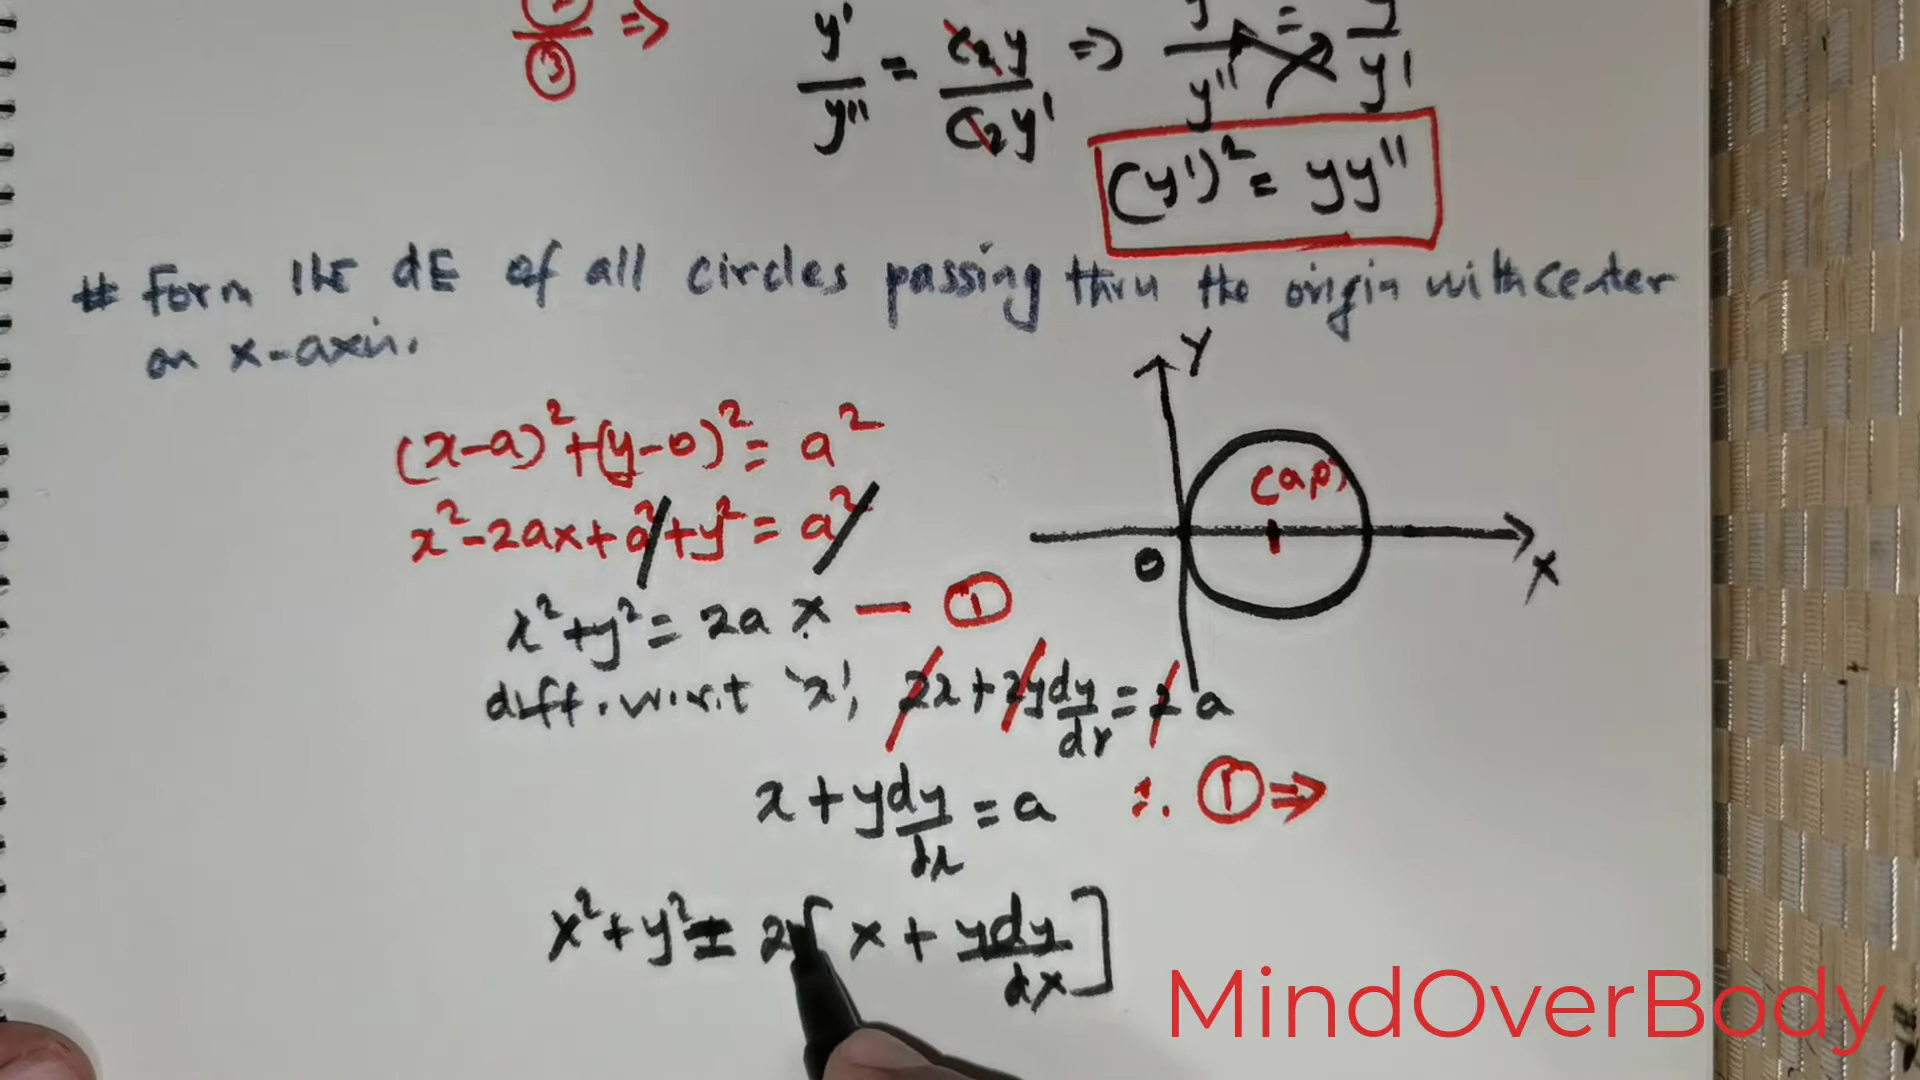 ②/③ ⇒ y'/y'' = c₂y/c₂y' ⇒ y'/y'' = y/y'
(y')² = yy''
# Form the dE of all circles passing thru the origin with center
on x-axis.
Y
(x-a)²+(y-0)² = a²
x²-2ax+a²+y² = a²
x²+y² = 2ax — ①
diff. w.r.t 'x', 2x+2y dy/dx = 2a
x + y dy/dx = a ∴ ① ⇒
x²+y² = 2x[x + y dy/dx]
O
X
MindOverBody